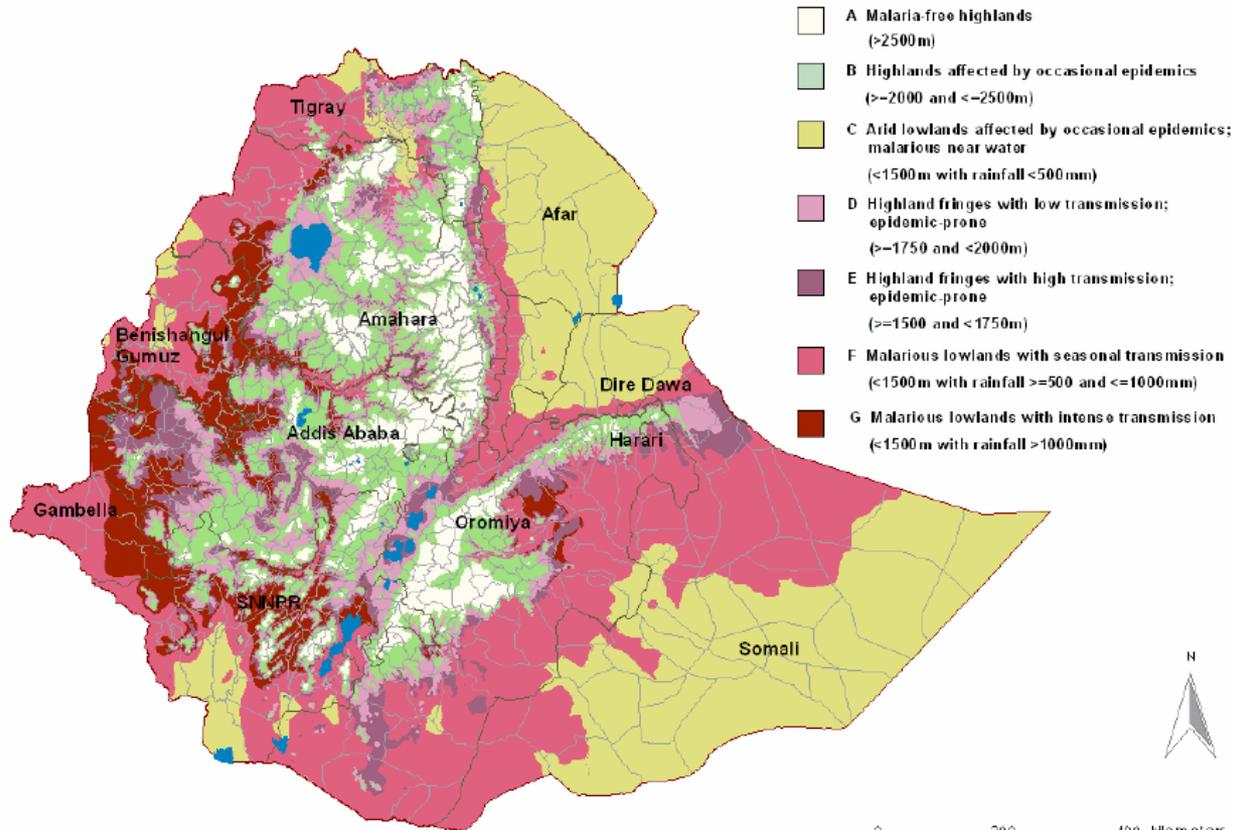 A Malaria-free highlands
(>2500m)
B Highlands affected by occasional epidemics
(>-2000 and <-2500m)
C Arid lowlands affected by occasional epidemics;
malarious near water
(<1500m with rainfall <500mm)
D Highland fringes with low transmission;
epidemic-prone
(>-1750 and <2000m)
E Highland fringes with high transmission;
epidemic-prone
(>=1500 and <1750m)
F Malarious lowlands with seasonal transmission
(<1500m with rainfall >=500 and <=1000mm)
G Malarious lowlands with intense transmission
(<1500m with rainfall >1000mm)
Tigray
Afar
Amahara
Benishangul
Gumuz
Dire Dawa
Addis Ababa
Harari
Gambella
Oromiya
SNNPR
Somali
N